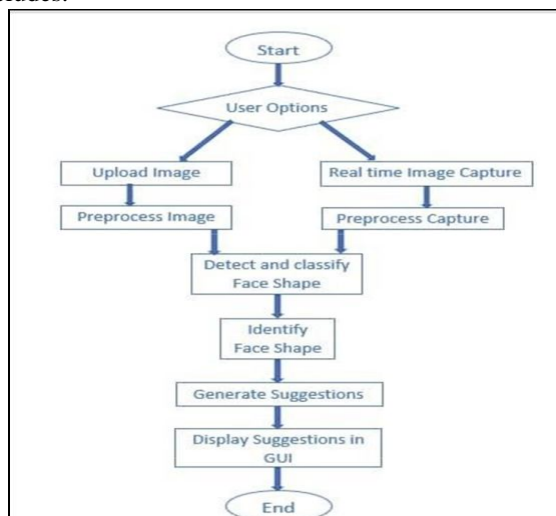 Start
User Options
Upload Image
Real time Image Capture
Preprocess Image
Preprocess Capture
Detect and classify
Face Shape
Identify
Face Shape
Generate Suggestions
Display Suggestions in
GUI
End